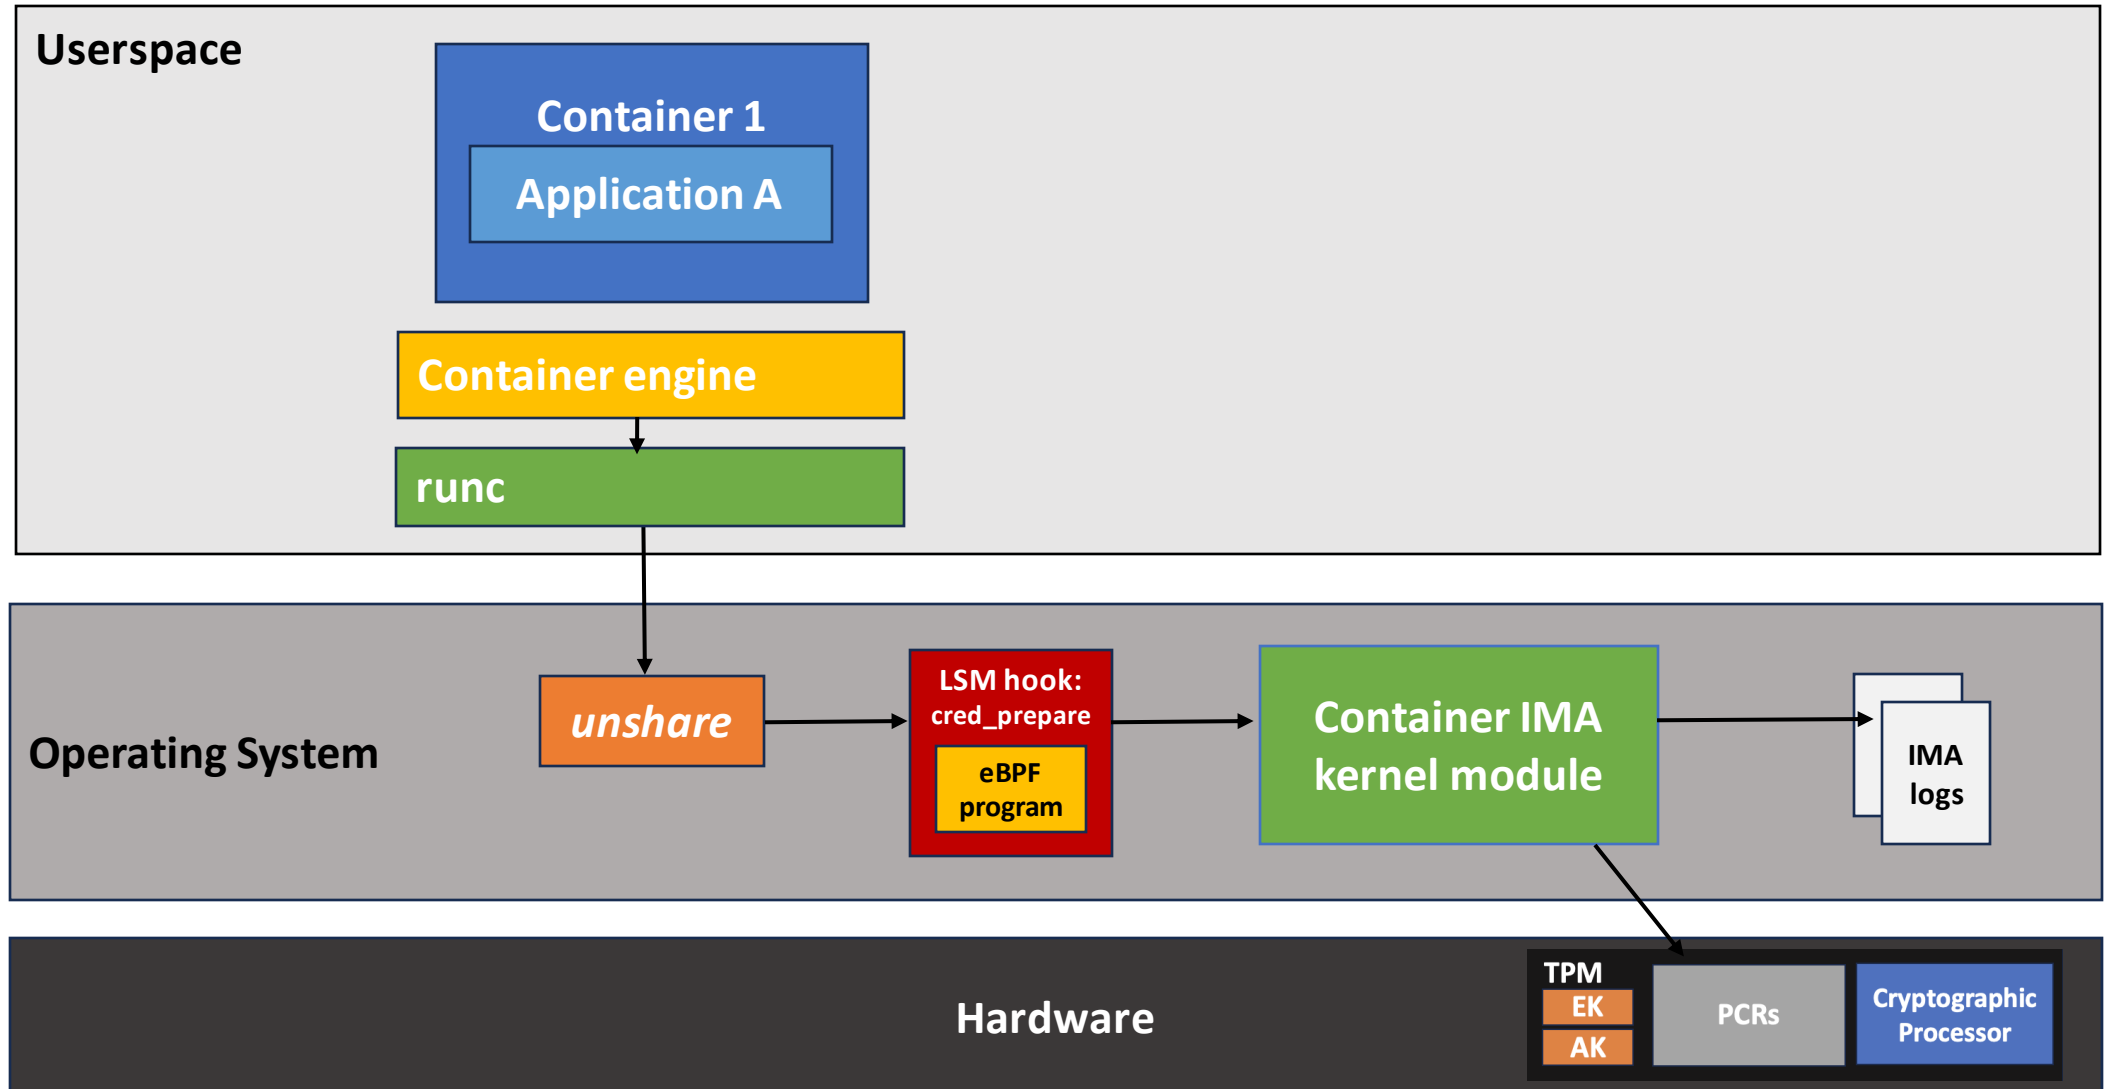 Userspace
Container 1
Application A
Container engine
runc
Operating System
unshare
LSM hook:
cred_prepare
eBPF
program
Container IMA
kernel module
IMA
logs
Hardware
TPM
EK
AK
PCRs
Cryptographic
Processor